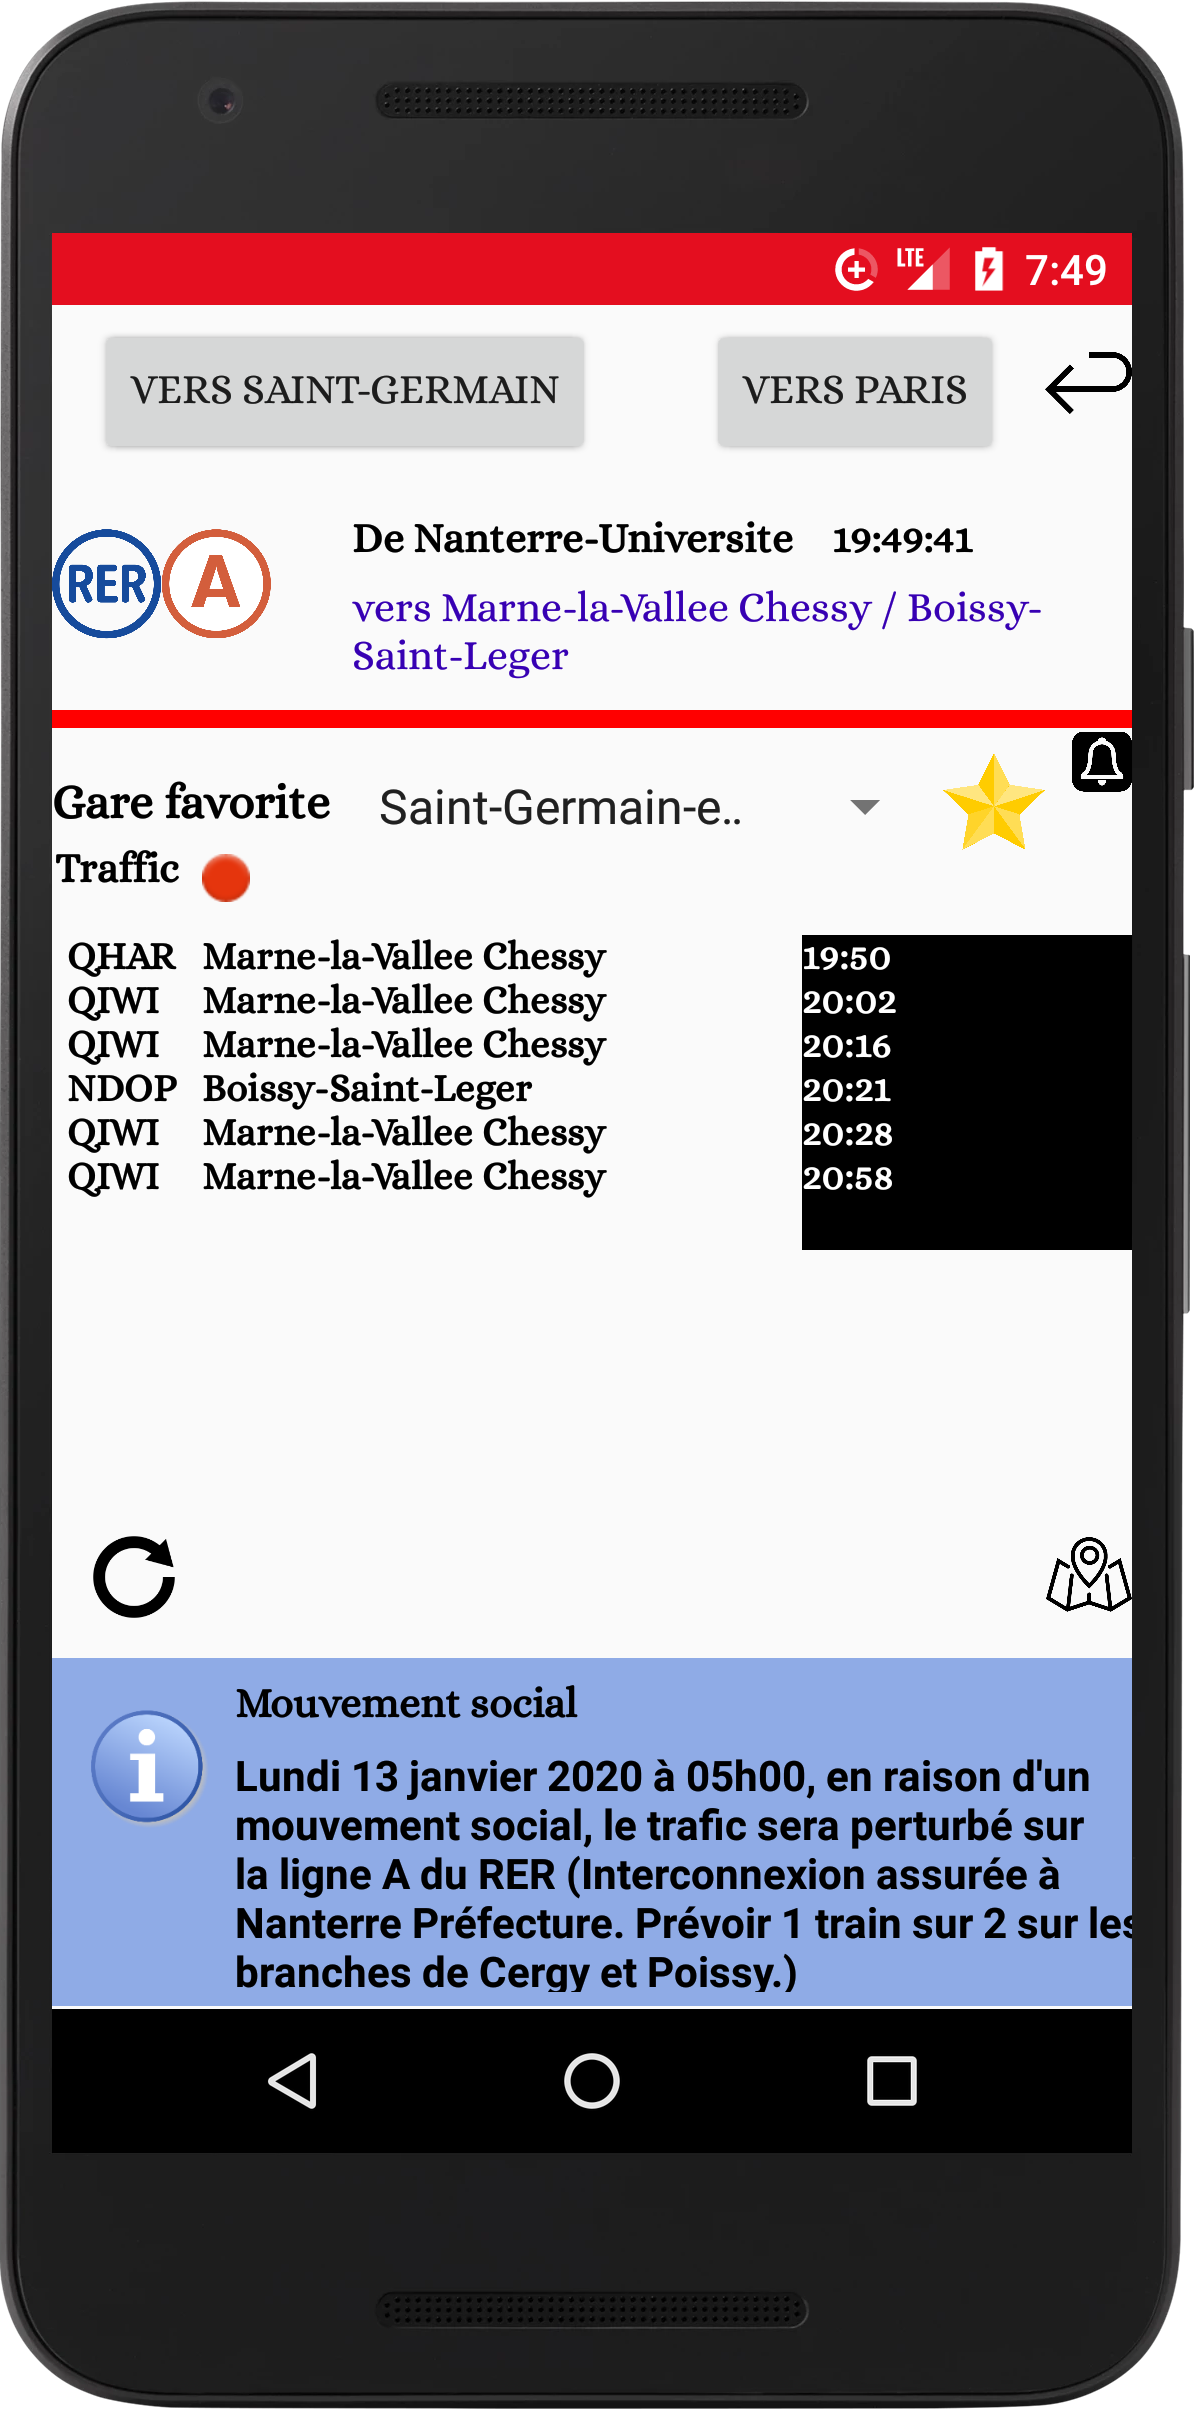 LTE 7:49
VERS SAINT-GERMAIN VERS PARIS
De Nanterre-Universite 19:49:41
RER A
vers Marne-la-Vallee Chessy / Boissy-
Saint-Leger
Gare favorite Saint-Germain-e..
Traffic
QHAR Marne-la-Vallee Chessy 19:50
QIWI Marne-la-Vallee Chessy 20:02
QIWI Marne-la-Vallee Chessy 20:16
NDOP Boissy-Saint-Leger 20:21
QIWI Marne-la-Vallee Chessy 20:28
QIWI Marne-la-Vallee Chessy 20:58
Mouvement social
Lundi 13 janvier 2020 à 05h00, en raison d'un
mouvement social, le trafic sera perturbé sur
la ligne A du RER (Interconnexion assurée à
Nanterre Préfecture. Prévoir 1 train sur 2 sur les
branches de Cergy et Poissy.)